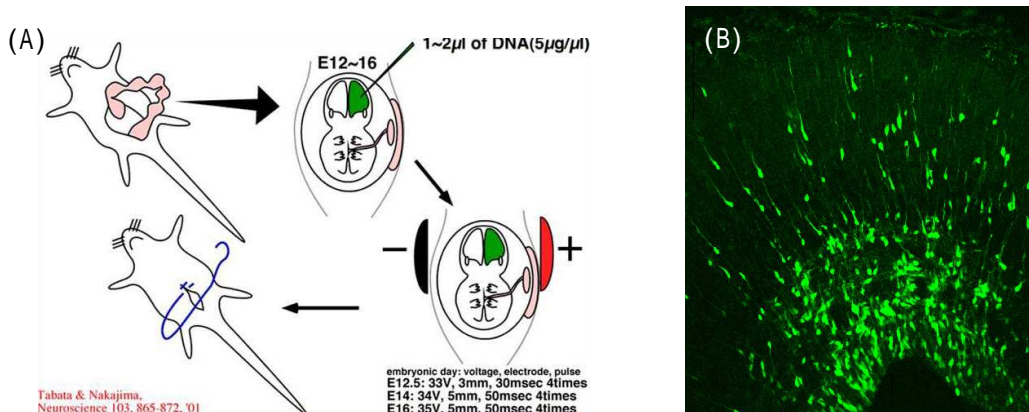 (A)
1~2µl of DNA(5µg/µl)
E12~16
− +
embryonic day: voltage, electrode, pulse
E12.5: 33V, 3mm, 30msec 4times
E14: 34V, 5mm, 50msec 4times
E16: 35V, 5mm, 50msec 4times
Tabata & Nakajima,
Neuroscience 103, 865-872, '01
(B)